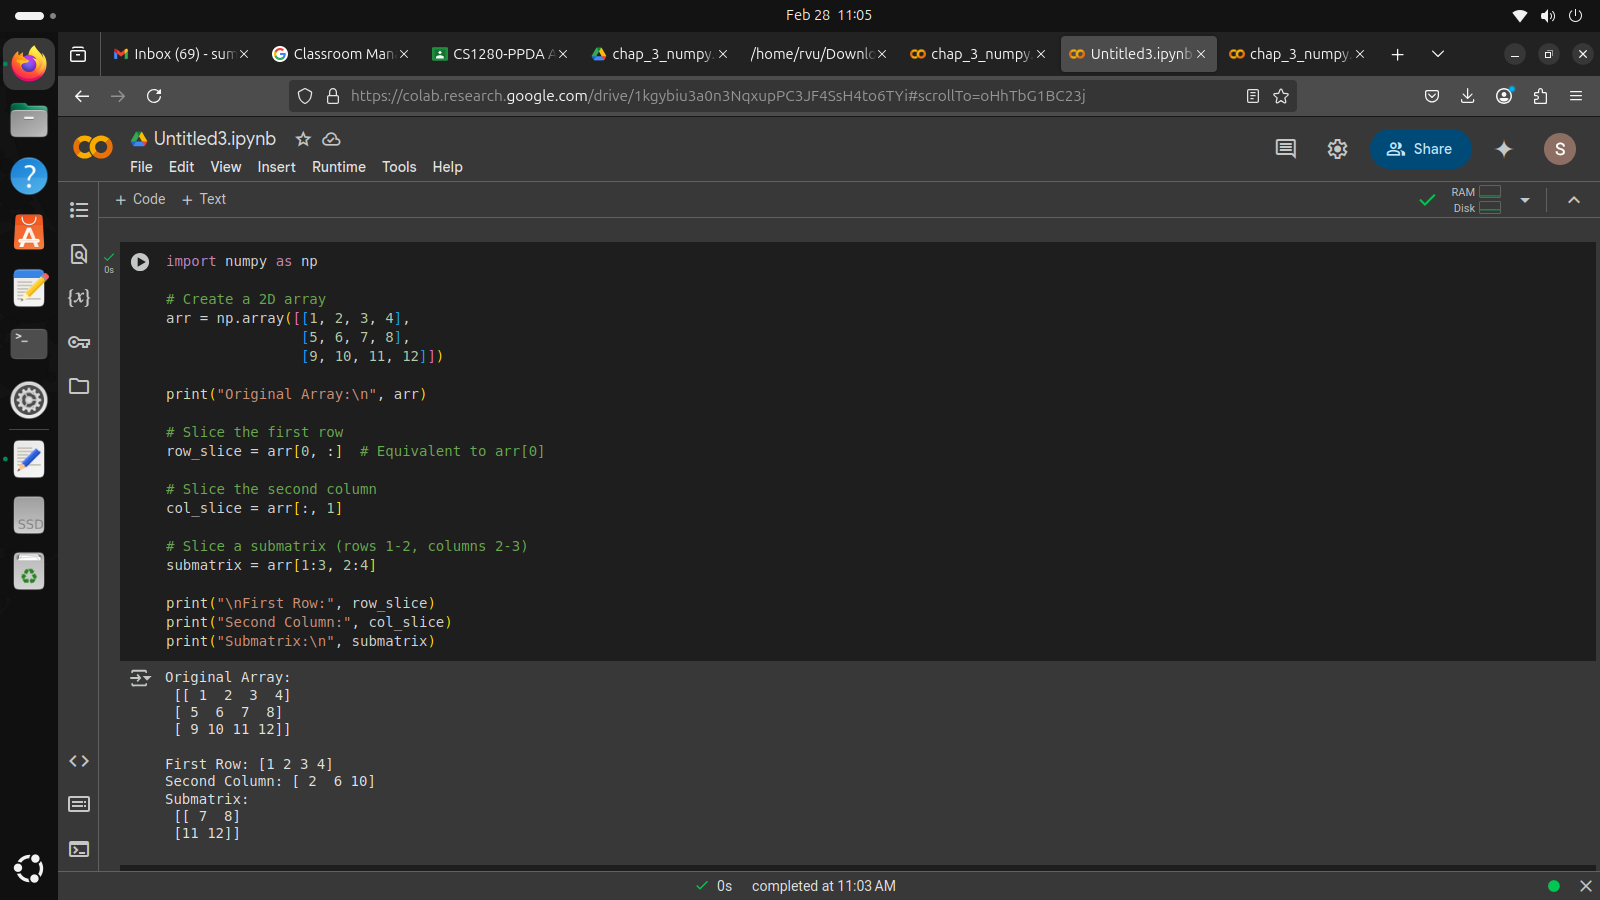 Feb 28 11:05
Inbox (69) - sum
Classroom Man
CS1280-PPDA A
chap_3_numpy.
/home/rvu/Downlo
chap_3_numpy.
Untitled3.ipynb
chap_3_numpy.
https://colab.research.google.com/drive/1kgybiu3a0n3NqxupPC3JF4SsH4to6TYi#scrollTo=oHhTbG1BC23j
Untitled3.ipynb
File Edit View Insert Runtime Tools Help
Share
S
+ Code + Text
RAM
Disk
0s
import numpy as np
# Create a 2D array
arr = np.array([[1, 2, 3, 4],
[5, 6, 7, 8],
[9, 10, 11, 12]])
print("Original Array:\n", arr)
# Slice the first row
row_slice = arr[0, :]  # Equivalent to arr[0]
# Slice the second column
col_slice = arr[:, 1]
# Slice a submatrix (rows 1-2, columns 2-3)
submatrix = arr[1:3, 2:4]
print("\nFirst Row:", row_slice)
print("Second Column:", col_slice)
print("Submatrix:\n", submatrix)
Original Array:
[[ 1  2  3  4]
[ 5  6  7  8]
[ 9 10 11 12]]
First Row: [1 2 3 4]
Second Column: [ 2  6 10]
Submatrix:
[[ 7  8]
[11 12]]
SSD
0s completed at 11:03 AM